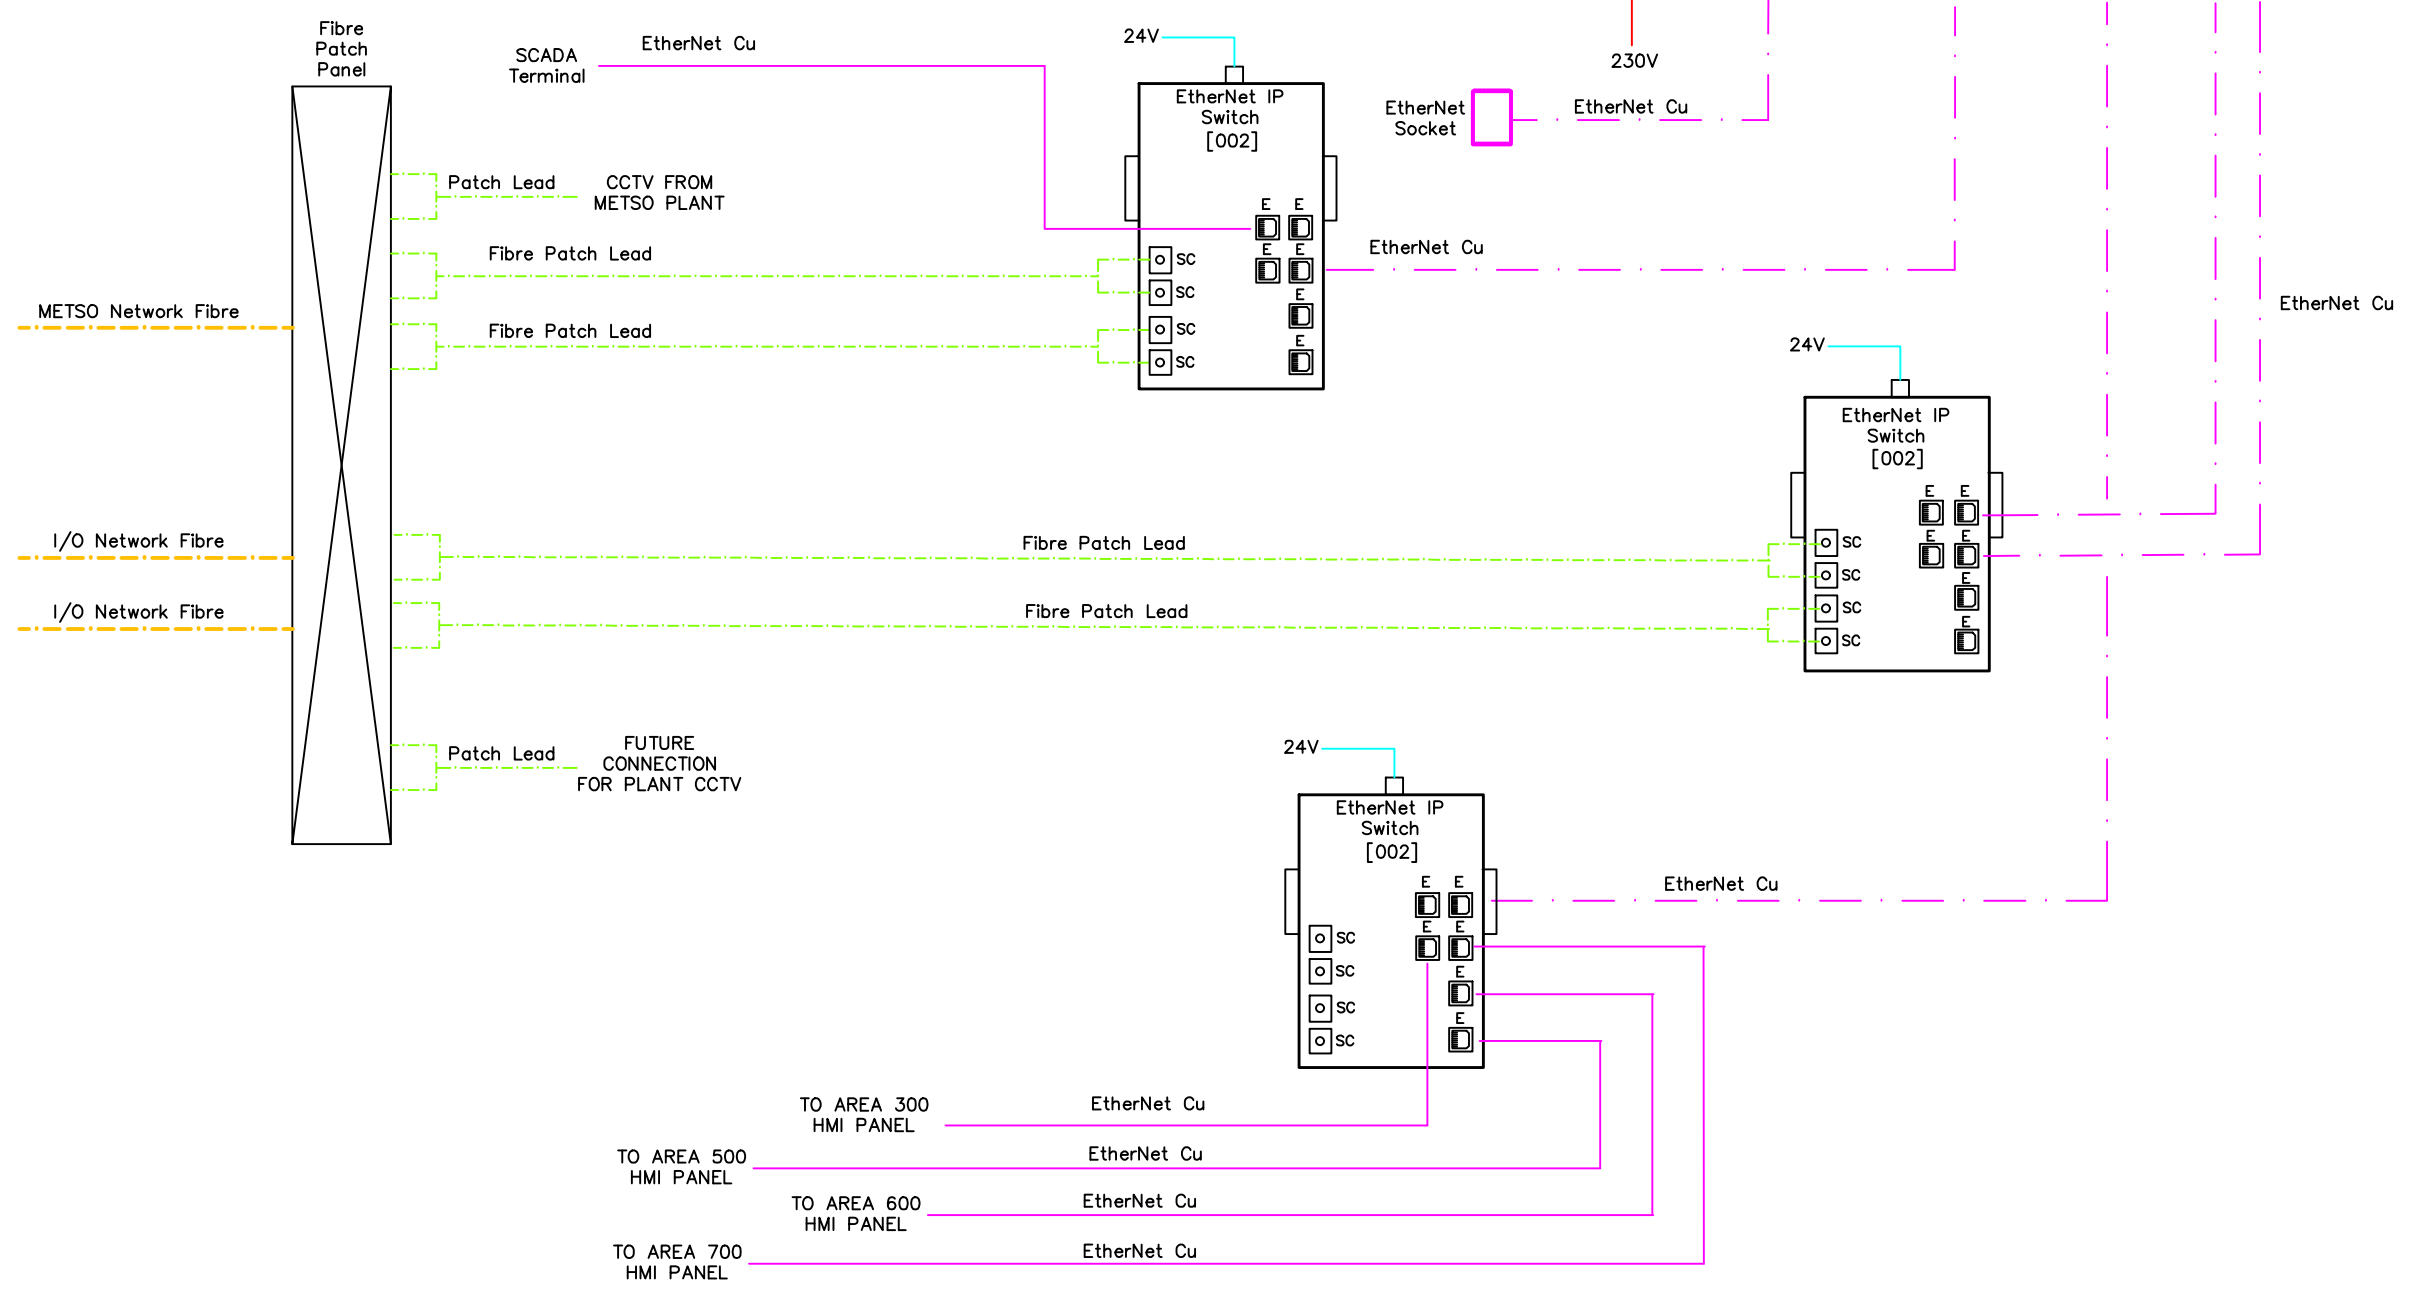 Fibre
Patch
Panel
SCADA
Terminal
EtherNet Cu
24V
EtherNet IP
Switch
[002]
E E
E E
E
E
SC
SC
SC
SC
230V
EtherNet
Socket
EtherNet Cu
EtherNet Cu
EtherNet Cu
Patch Lead
CCTV FROM
METSO PLANT
Fibre Patch Lead
METSO Network Fibre
Fibre Patch Lead
24V
EtherNet IP
Switch
[002]
E E
E E
E
E
SC
SC
SC
SC
I/O Network Fibre
Fibre Patch Lead
I/O Network Fibre
Fibre Patch Lead
Patch Lead
FUTURE
CONNECTION
FOR PLANT CCTV
24V
EtherNet IP
Switch
[002]
E E
E E
E
E
SC
SC
SC
SC
EtherNet Cu
TO AREA 300
HMI PANEL
EtherNet Cu
TO AREA 500
HMI PANEL
EtherNet Cu
TO AREA 600
HMI PANEL
EtherNet Cu
TO AREA 700
HMI PANEL
EtherNet Cu